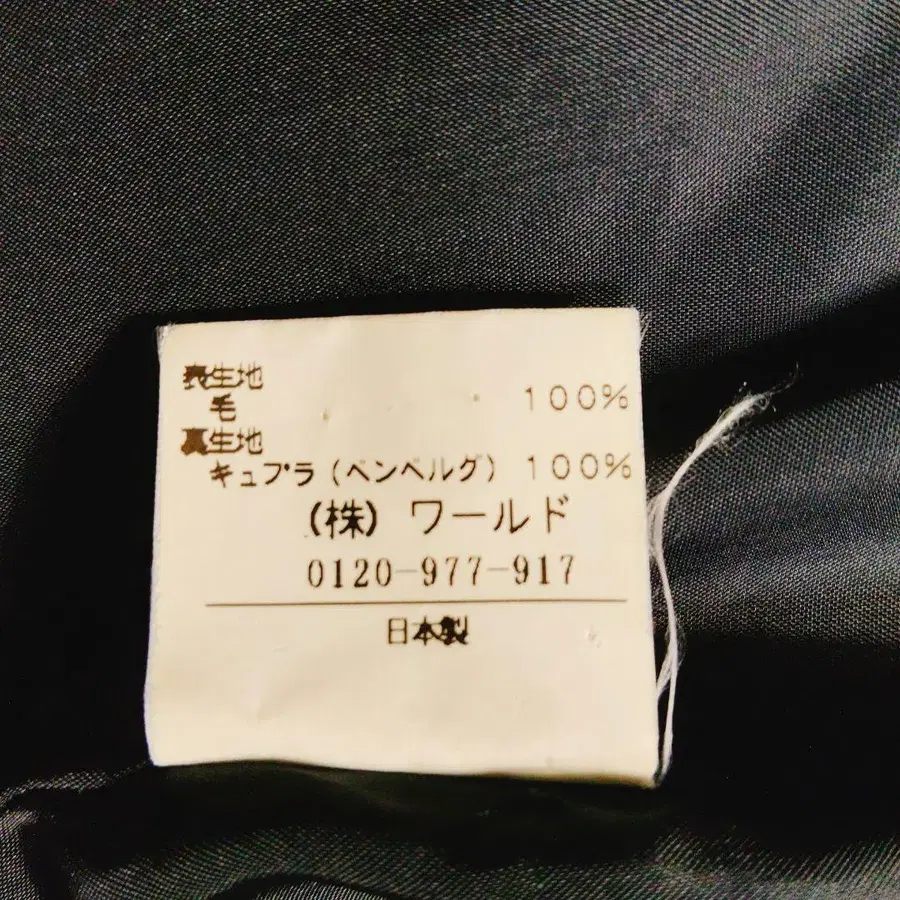 表生地
毛 100%
裏生地
キュプラ(ベンベルグ) 100%
(株) ワールド
0120-977-917
日本製